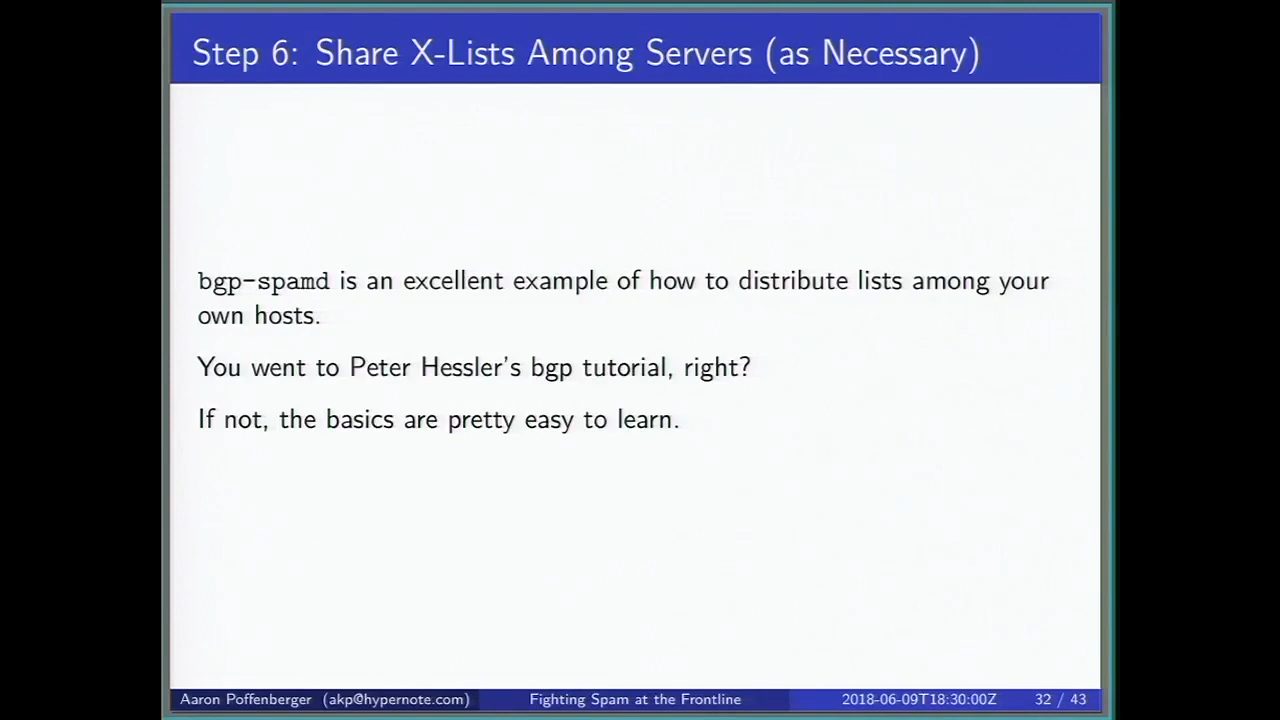 Step 6: Share X-Lists Among Servers (as Necessary)
bgp-spamd is an excellent example of how to distribute lists among your
own hosts.
You went to Peter Hessler's bgp tutorial, right?
If not, the basics are pretty easy to learn.
Aaron Poffenberger (akp@hypernote.com) Fighting Spam at the Frontline 2018-06-09T18:30:00Z 32 / 43